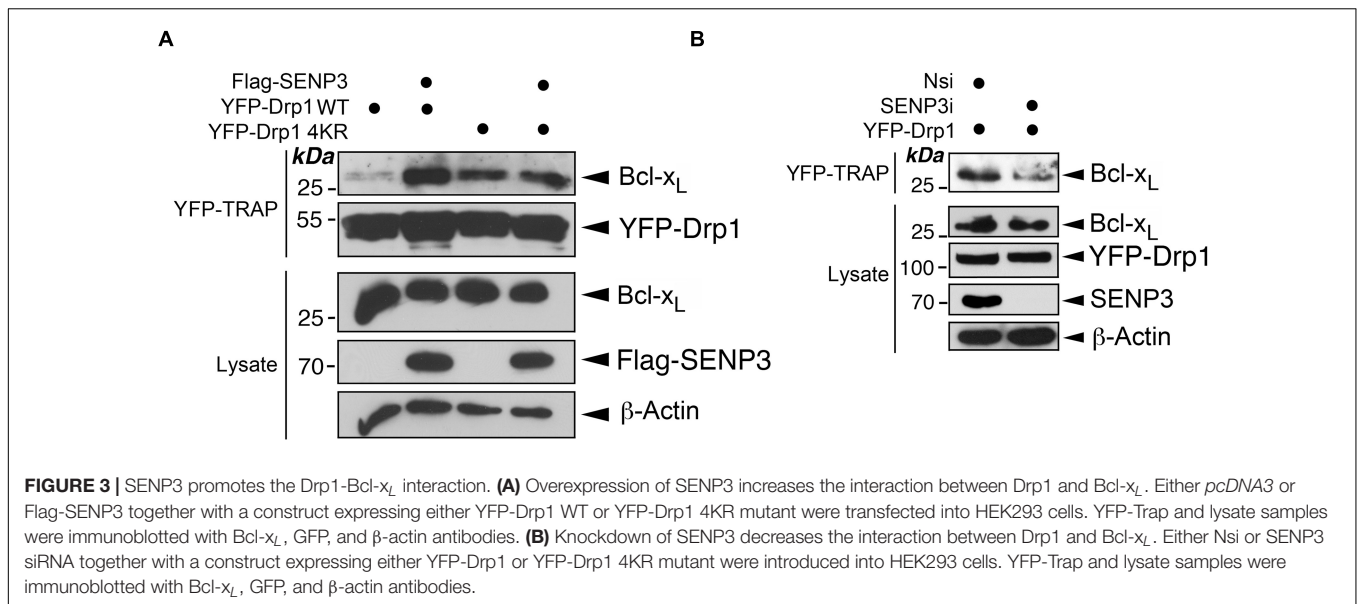 A
Flag-SENP3
YFP-Drp1 WT
YFP-Drp1 4KR
kDa
25
Bcl-xL
YFP-TRAP
55
YFP-Drp1
Bcl-xL
25
Lysate
70
Flag-SENP3
β-Actin
B
Nsi
SENP3i
YFP-Drp1
kDa
YFP-TRAP
Bcl-xL
25
Bcl-xL
25
YFP-Drp1
100
Lysate
70
SENP3
β-Actin
FIGURE 3 | SENP3 promotes the Drp1-Bcl-xL interaction. (A) Overexpression of SENP3 increases the interaction between Drp1 and Bcl-xL. Either pcDNA3 or
Flag-SENP3 together with a construct expressing either YFP-Drp1 WT or YFP-Drp1 4KR mutant were transfected into HEK293 cells. YFP-Trap and lysate samples
were immunoblotted with Bcl-xL, GFP, and β-actin antibodies. (B) Knockdown of SENP3 decreases the interaction between Drp1 and Bcl-xL. Either Nsi or SENP3
siRNA together with a construct expressing either YFP-Drp1 or YFP-Drp1 4KR mutant were introduced into HEK293 cells. YFP-Trap and lysate samples were
immunoblotted with Bcl-xL, GFP, and β-actin antibodies.